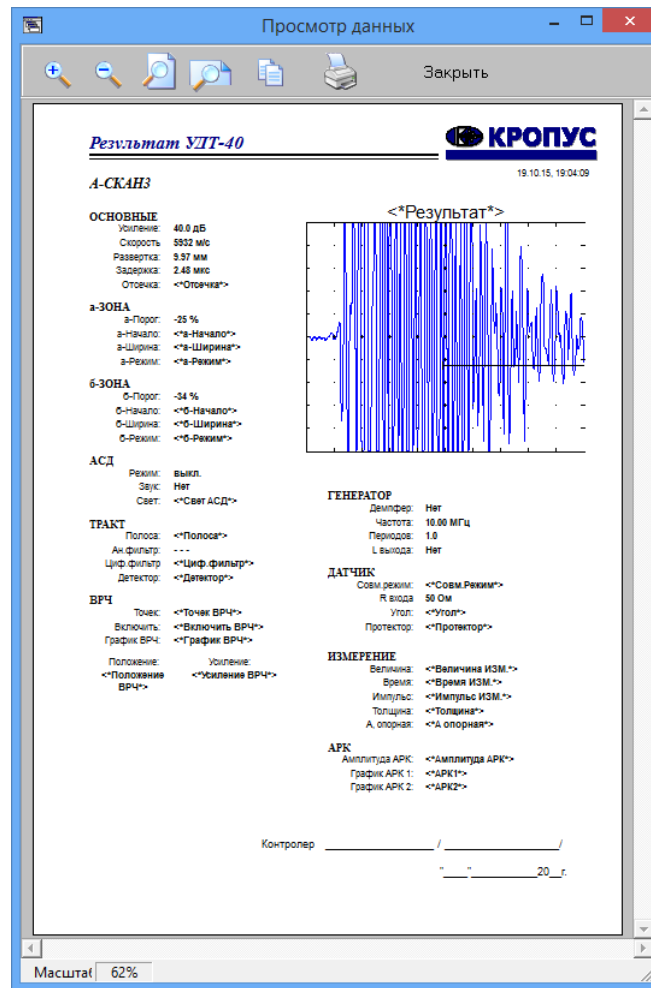 Просмотр данных
Закрыть
Результат УДТ-40
КРОПУС
19.10.15, 19:04:09
А-СКАН3
<*Результат*>
ОСНОВНЫЕ
Усиление: 40.0 дБ
Скорость 5932 м/с
Развертка: 9.97 мм
Задержка: 2.48 мкс
Отсечка: <*Отсечка*>
а-ЗОНА
а-Порог: -25 %
а-Начало: <*а-Начало*>
а-Ширина: <*а-Ширина*>
а-Режим: <*а-Режим*>
б-ЗОНА
б-Порог: -34 %
б-Начало: <*б-Начало*>
б-Ширина: <*б-Ширина*>
б-Режим: <*б-Режим*>
АСД
Режим: выкл.
Звук: Нет
Свет: <*Свет АСД*>
ТРАКТ
Полоса: <*Полоса*>
Ан.фильтр: - - -
Циф.фильтр <*Циф.фильтр*>
Детектор: <*Детектор*>
ВРЧ
Точек: <*Точек ВРЧ*>
Включить: <*Включить ВРЧ*>
График ВРЧ: <*График ВРЧ*>
Положение: Усиление:
<*Положение <*Усиление ВРЧ*>
ВРЧ*>
ГЕНЕРАТОР
Демпфер: Нет
Частота: 10.00 МГц
Периодов: 1.0
L выхода: Нет
ДАТЧИК
Совм.режим: <*Совм.Режим*>
R входа 50 Ом
Угол: <*Угол*>
Протектор: <*Протектор*>
ИЗМЕРЕНИЕ
Величина: <*Величина ИЗМ.*>
Время: <*Время ИЗМ.*>
Импульс: <*Импульс ИЗМ.*>
Толщина: <*Толщина*>
А, опорная: <*А опорная*>
АРК
Амплитуда АРК: <*Амплитуда АРК*>
График АРК 1: <*АРК1*>
График АРК 2: <*АРК2*>
Контролер ____________________/ _____________________/
"____"____________20__г.
Масштаб 62%